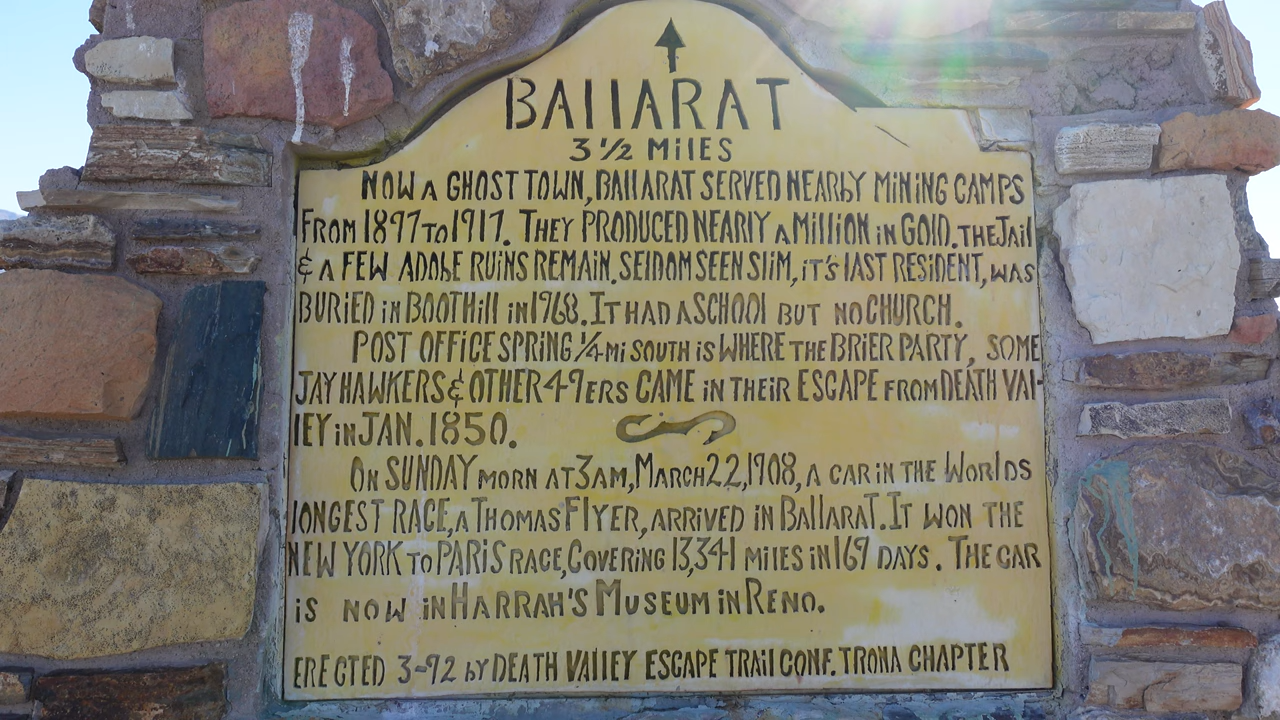 BALLARAT
3 1/2 MILES
NOW A GHOST TOWN, BALLARAT SERVED NEARBY MINING CAMPS
FROM 1897 TO 1917. THEY PRODUCED NEARLY A MILLION IN GOLD. THE JAIL
& A FEW ADOBE RUINS REMAIN. SELDOM SEEN SLIM, IT'S LAST RESIDENT, WAS
BURIED IN BOOTHILL IN 1968. IT HAD A SCHOOL BUT NO CHURCH.
POST OFFICE SPRING 1/4 MI SOUTH IS WHERE THE BRIER PARTY, SOME
JAY HAWKERS & OTHER 49ERS CAME IN THEIR ESCAPE FROM DEATH VAL-
LEY IN JAN. 1850.
ON SUNDAY MORN AT 3AM, MARCH 22, 1908, A CAR IN THE WORLDS
LONGEST RACE, A THOMAS FLYER, ARRIVED IN BALLARAT. IT WON THE
NEW YORK TO PARIS RACE, COVERING 13,341 MILES IN 169 DAYS. THE CAR
IS NOW IN HARRAH'S MUSEUM IN RENO.
ERECTED 3-92 BY DEATH VALLEY ESCAPE TRAIL CONF. TRONA CHAPTER